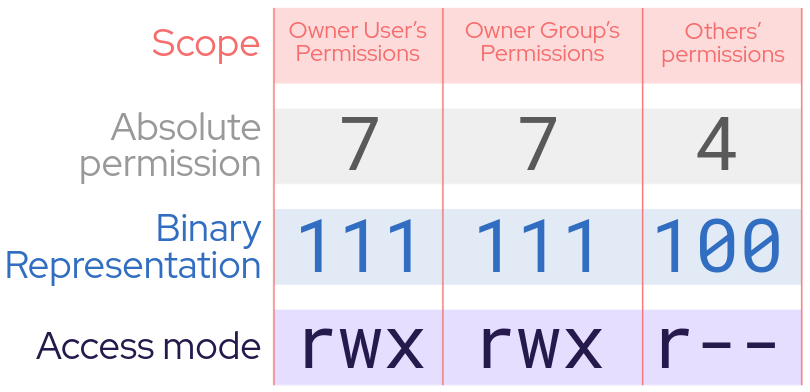 Scope
Owner User’s
Permissions
Owner Group’s
Permissions
Others’
permissions
Absolute
permission
7
7
4
Binary
Representation
111
111
100
Access mode
rwx
rwx
r--